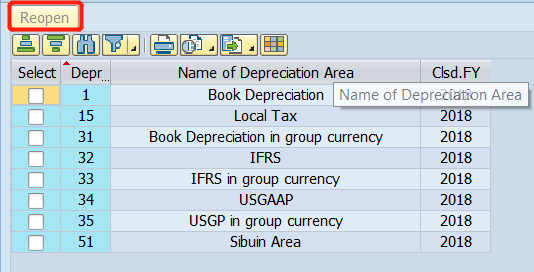 Reopen
Select Depr... Name of Depreciation Area Clsd.FY
1 Book Depreciation Name of Depreciation Area
15 Local Tax 2018
31 Book Depreciation in group currency 2018
32 IFRS 2018
33 IFRS in group currency 2018
34 USGAAP 2018
35 USGP in group currency 2018
51 Sibuin Area 2018